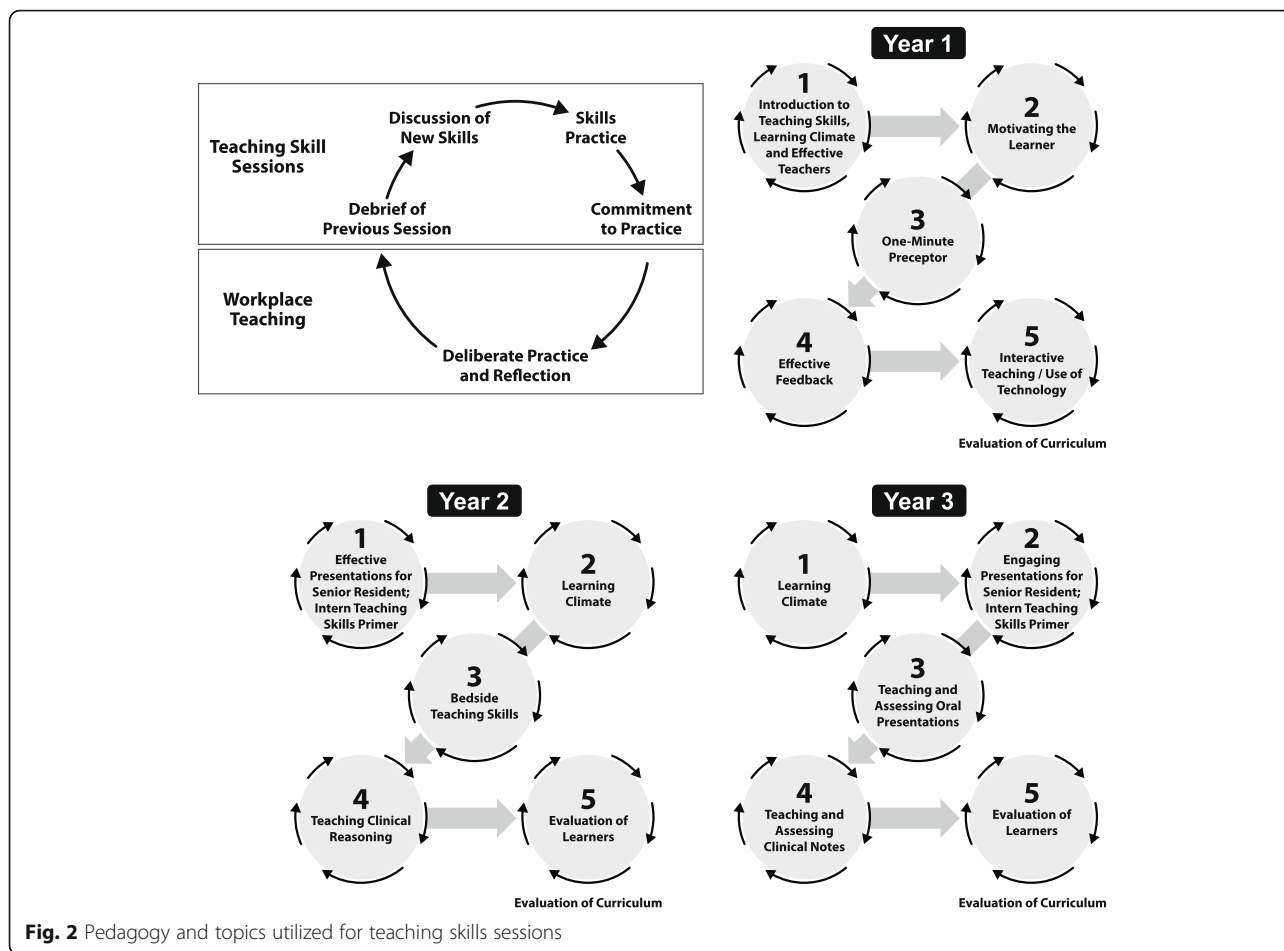 Teaching Skill
Sessions
Discussion of
New Skills
Skills
Practice
Debrief of
Previous Session
Commitment
to Practice
Workplace
Teaching
Deliberate Practice
and Reflection
Year 1
1
Introduction to
Teaching Skills,
Learning Climate
and Effective
Teachers
2
Motivating the
Learner
3
One-Minute
Preceptor
4
Effective
Feedback
5
Interactive
Teaching / Use of
Technology
Evaluation of Curriculum
Year 2
1
Effective
Presentations for
Senior Resident;
Intern Teaching
Skills Primer
2
Learning
Climate
3
Bedside
Teaching Skills
4
Teaching Clinical
Reasoning
5
Evaluation of
Learners
Evaluation of Curriculum
Year 3
1
Learning
Climate
2
Engaging
Presentations for
Senior Resident;
Intern Teaching
Skills Primer
3
Teaching and
Assessing Oral
Presentations
4
Teaching and
Assessing
Clinical Notes
5
Evaluation of
Learners
Evaluation of Curriculum
Fig. 2 Pedagogy and topics utilized for teaching skills sessions